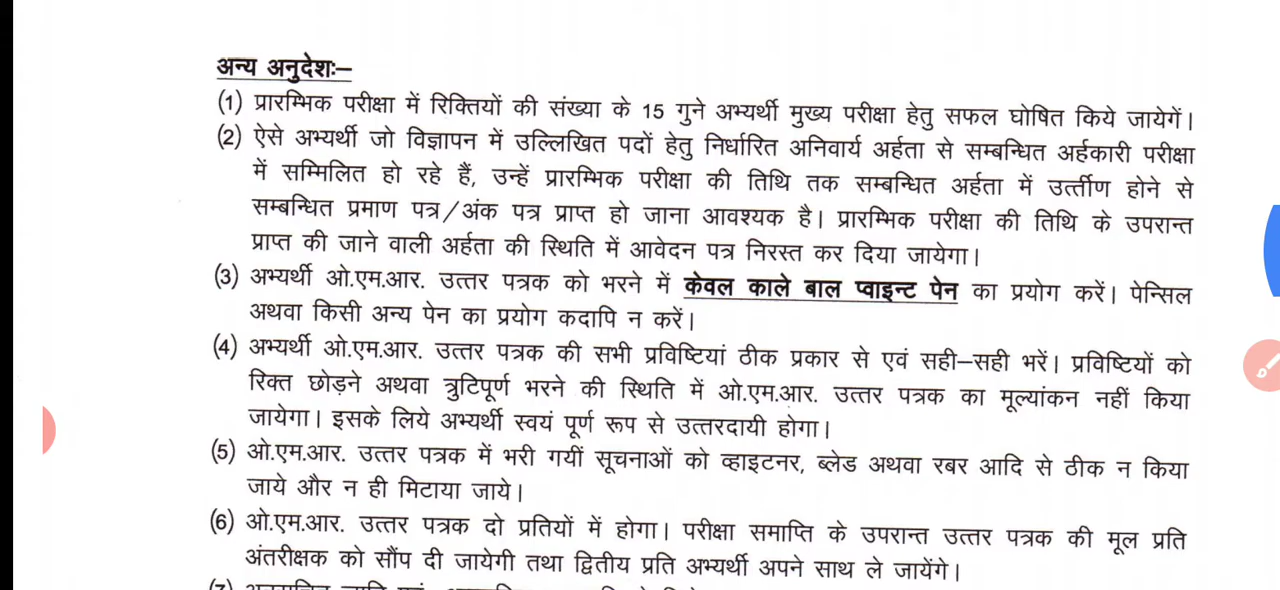 अन्य अनुदेशः–
(1) प्रारम्भिक परीक्षा में रिक्तियों की संख्या के 15 गुने अभ्यर्थी मुख्य परीक्षा हेतु सफल घोषित किये जायेगें।
(2) ऐसे अभ्यर्थी जो विज्ञापन में उल्लिखित पदों हेतु निर्धारित अनिवार्य अर्हता से सम्बन्धित अर्हकारी परीक्षा
में सम्मिलित हो रहे हैं, उन्हें प्रारम्भिक परीक्षा की तिथि तक सम्बन्धित अर्हता में उर्त्तीण होने से
सम्बन्धित प्रमाण पत्र/अंक पत्र प्राप्त हो जाना आवश्यक है। प्रारम्भिक परीक्षा की तिथि के उपरान्त
प्राप्त की जाने वाली अर्हता की स्थिति में आवेदन पत्र निरस्त कर दिया जायेगा।
(3) अभ्यर्थी ओ.एम.आर. उत्तर पत्रक को भरने में केवल काले बाल प्वाइन्ट पेन का प्रयोग करें। पेन्सिल
अथवा किसी अन्य पेन का प्रयोग कदापि न करें।
(4) अभ्यर्थी ओ.एम.आर. उत्तर पत्रक की सभी प्रविष्टियां ठीक प्रकार से एवं सही–सही भरें। प्रविष्टियों को
रिक्त छोड़ने अथवा त्रुटिपूर्ण भरने की स्थिति में ओ.एम.आर. उत्तर पत्रक का मूल्यांकन नहीं किया
जायेगा। इसके लिये अभ्यर्थी स्वयं पूर्ण रूप से उत्तरदायी होगा।
(5) ओ.एम.आर. उत्तर पत्रक में भरी गयीं सूचनाओं को व्हाइटनर, ब्लेड अथवा रबर आदि से ठीक न किया
जाये और न ही मिटाया जाये।
(6) ओ.एम.आर. उत्तर पत्रक दो प्रतियों में होगा। परीक्षा समाप्ति के उपरान्त उत्तर पत्रक की मूल प्रति
अंतरीक्षक को सौंप दी जायेगी तथा द्वितीय प्रति अभ्यर्थी अपने साथ ले जायेंगे।